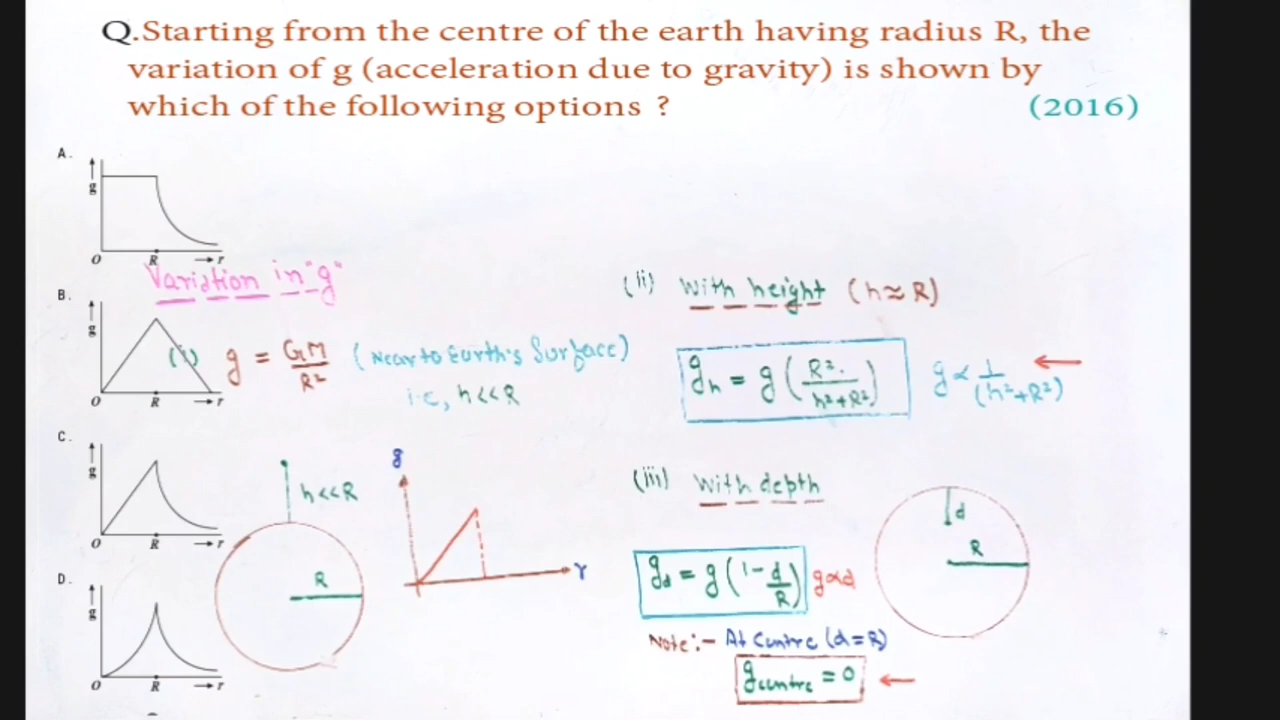 Q.Starting from the centre of the earth having radius R, the
variation of g (acceleration due to gravity) is shown by
which of the following options ? (2016)
A.
g
O R →r
Variation in "g"
B.
g
O R →r
(i) g = GM/R² (Near to Earth's Surface)
i.e, h<<R
(ii) With height (h≈R)
gh = g (R²/h²+R²) g∝ 1/(h²+R²)
C.
g
O R →r
h<<R
R
g
r
(iii) With depth
d
R
gd = g (1-d/R) g∝d
Note:- At Centre (d=R)
gcentre = 0
D.
g
O R →r